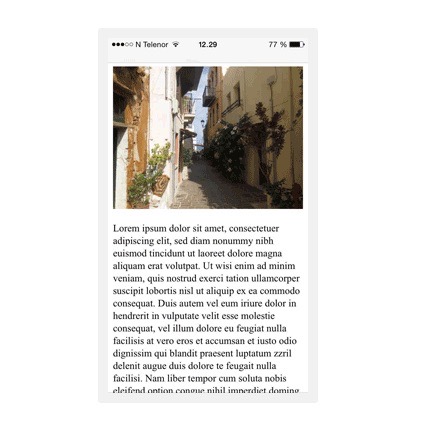 N Telenor 12.29 77 %
Lorem ipsum dolor sit amet, consectetuer
adipiscing elit, sed diam nonummy nibh
euismod tincidunt ut laoreet dolore magna
aliquam erat volutpat. Ut wisi enim ad minim
veniam, quis nostrud exerci tation ullamcorper
suscipit lobortis nisl ut aliquip ex ea commodo
consequat. Duis autem vel eum iriure dolor in
hendrerit in vulputate velit esse molestie
consequat, vel illum dolore eu feugiat nulla
facilisis at vero eros et accumsan et iusto odio
dignissim qui blandit praesent luptatum zzril
delenit augue duis dolore te feugait nulla
facilisi. Nam liber tempor cum soluta nobis
eleifend option congue nihil imperdiet doming